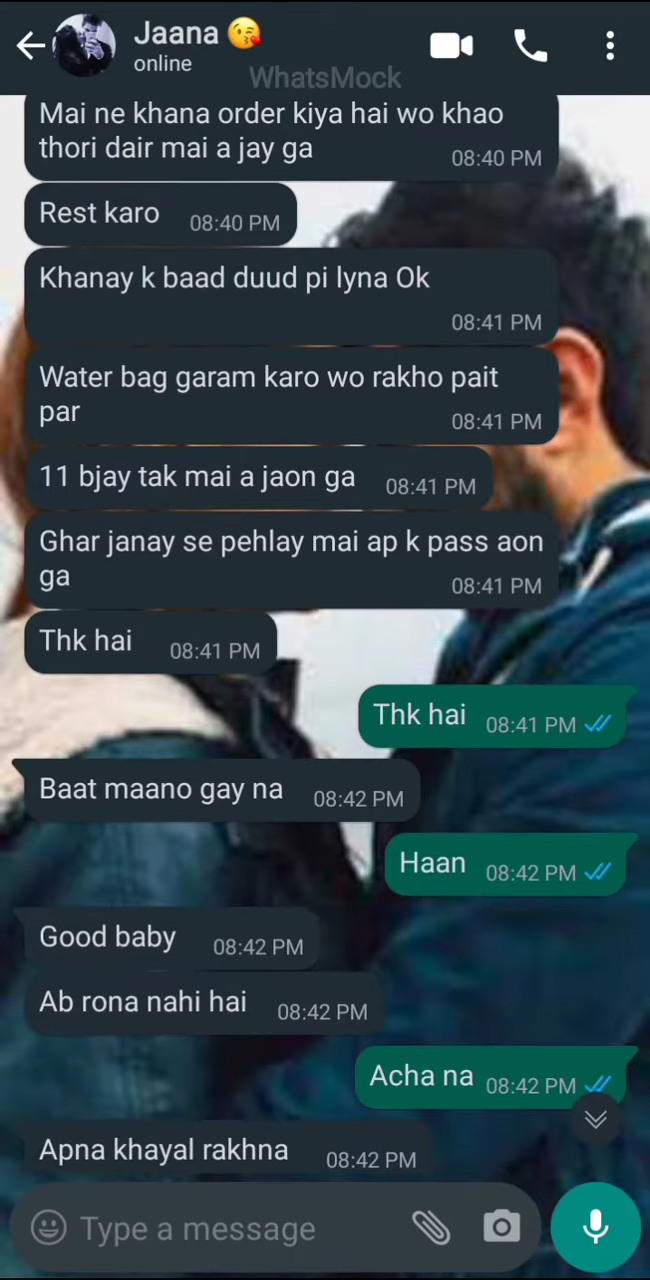 Jaana 😘
online
WhatsMock
Mai ne khana order kiya hai wo khao
thori dair mai a jay ga
08:40 PM
Rest karo
08:40 PM
Khanay k baad duud pi lyna Ok
08:41 PM
Water bag garam karo wo rakho pait
par
08:41 PM
11 bjay tak mai a jaon ga
08:41 PM
Ghar janay se pehlay mai ap k pass aon
ga
08:41 PM
Thk hai
08:41 PM
Thk hai
08:41 PM
Baat maano gay na
08:42 PM
Haan
08:42 PM
Good baby
08:42 PM
Ab rona nahi hai
08:42 PM
Acha na
08:42 PM
Apna khayal rakhna
08:42 PM
Type a message